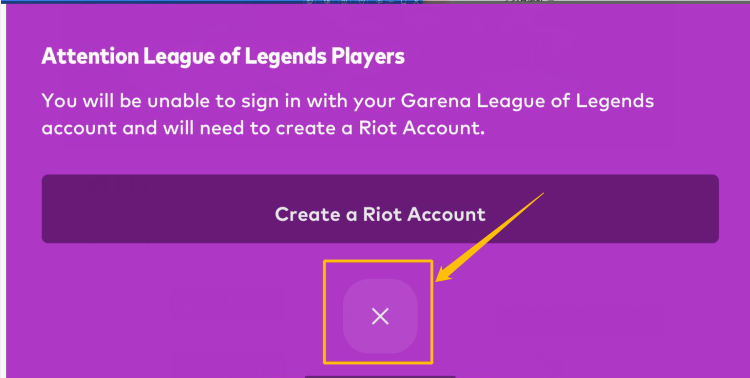 Attention League of Legends Players
You will be unable to sign in with your Garena League of Legends
account and will need to create a Riot Account.
Create a Riot Account